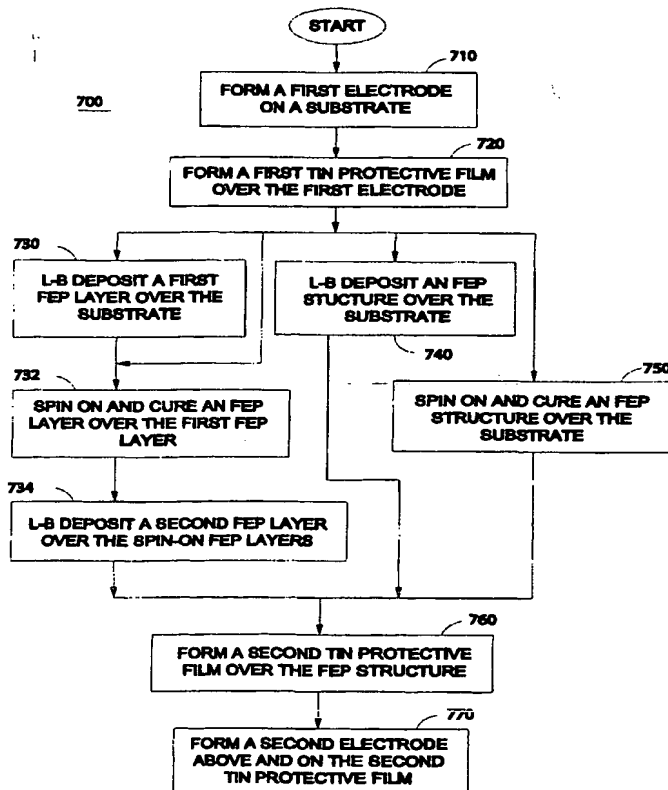 START
710
FORM A FIRST ELECTRODE
ON A SUBSTRATE
700
720
FORM A FIRST TIN PROTECTIVE FILM
OVER THE FIRST ELECTRODE
730
L-B DEPOSIT A FIRST
FEP LAYER OVER THE
SUBSTRATE
L-B DEPOSIT AN FEP
STUCTURE OVER THE
SUBSTRATE
740
732
SPIN ON AND CURE AN FEP
LAYER OVER THE FIRST FEP
LAYER
750
SPIN ON AND CURE AN FEP
STRUCTURE OVER THE
SUBSTRATE
734
L-B DEPOSIT A SECOND FEP LAYER
OVER THE SPIN-ON FEP LAYERS
760
FORM A SECOND TIN PROTECTIVE
FILM OVER THE FEP STRUCTURE
770
FORM A SECOND ELECTRODE
ABOVE AND ON THE SECOND
TIN PROTECTIVE FILM